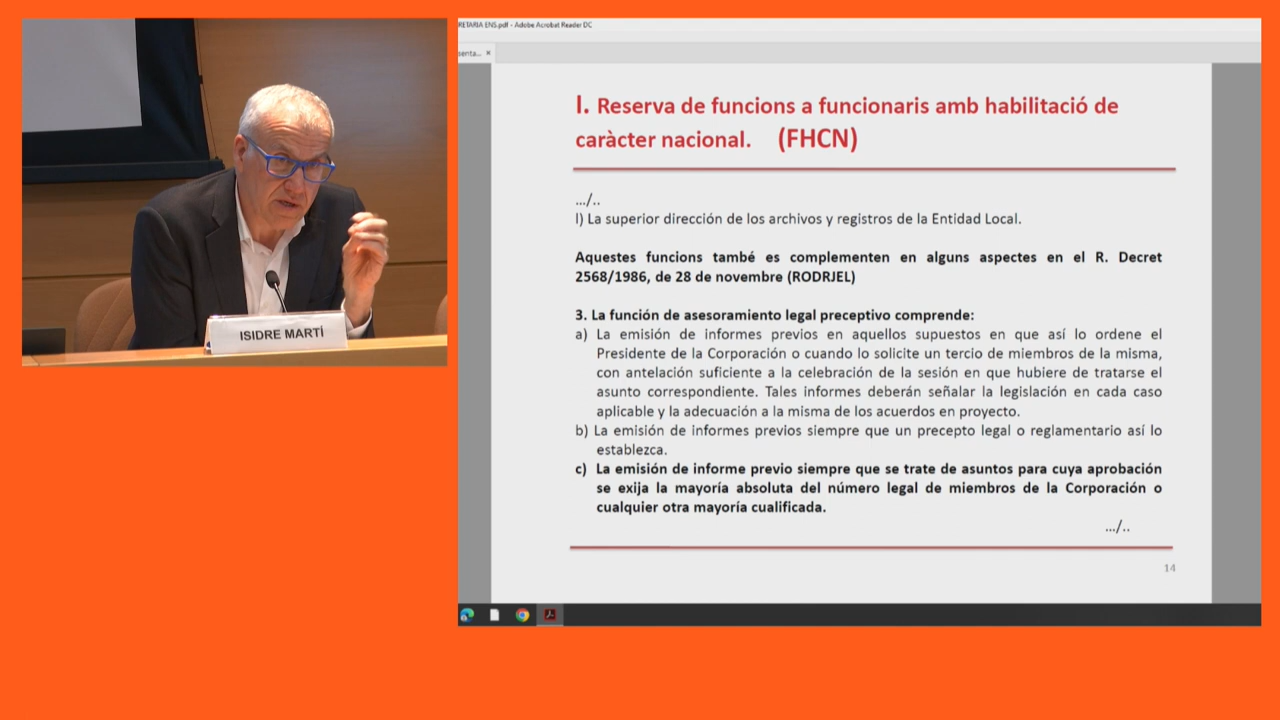 ISIDRE MARTÍ
RETARIA ENS.pdf - Adobe Acrobat Reader DC
senta...
I. Reserva de funcions a funcionaris amb habilitació de
caràcter nacional. (FHCN)
.../..
l) La superior dirección de los archivos y registros de la Entidad Local.
Aquestes funcions també es complementen en alguns aspectes en el R. Decret
2568/1986, de 28 de novembre (RODRJEL)
3. La función de asesoramiento legal preceptivo comprende:
a) La emisión de informes previos en aquellos supuestos en que así lo ordene el
Presidente de la Corporación o cuando lo solicite un tercio de miembros de la misma,
con antelación suficiente a la celebración de la sesión en que hubiere de tratarse el
asunto correspondiente. Tales informes deberán señalar la legislación en cada caso
aplicable y la adecuación a la misma de los acuerdos en proyecto.
b) La emisión de informes previos siempre que un precepto legal o reglamentario así lo
establezca.
c) La emisión de informe previo siempre que se trate de asuntos para cuya aprobación
se exija la mayoría absoluta del número legal de miembros de la Corporación o
cualquier otra mayoría cualificada.
.../..
14